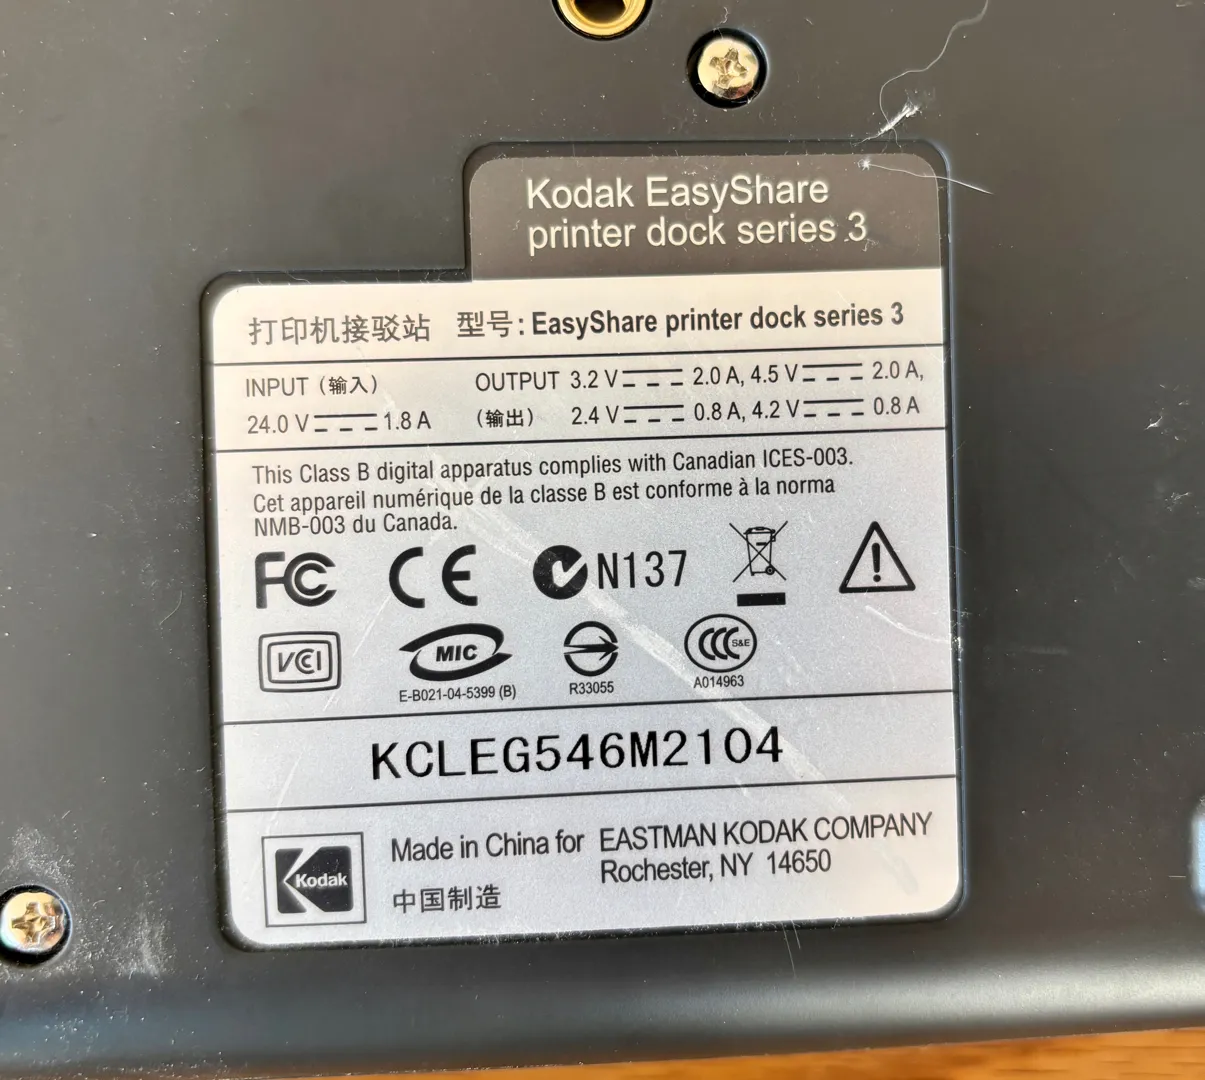 Kodak EasyShare
printer dock series 3
打印机接驳站 型号: EasyShare printer dock series 3
INPUT (输入) OUTPUT 3.2 V 2.0 A, 4.5 V 2.0 A,
24.0 V 1.8 A (输出) 2.4 V 0.8 A, 4.2 V 0.8 A
This Class B digital apparatus complies with Canadian ICES-003.
Cet appareil numérique de la classe B est conforme à la norma
NMB-003 du Canada.
FC CE N137
VCI MIC CCC S&E
E-B021-04-5399 (B) R33055 A014963
KCLEG546M2104
Made in China for EASTMAN KODAK COMPANY
Rochester, NY 14650
Kodak
中国制造